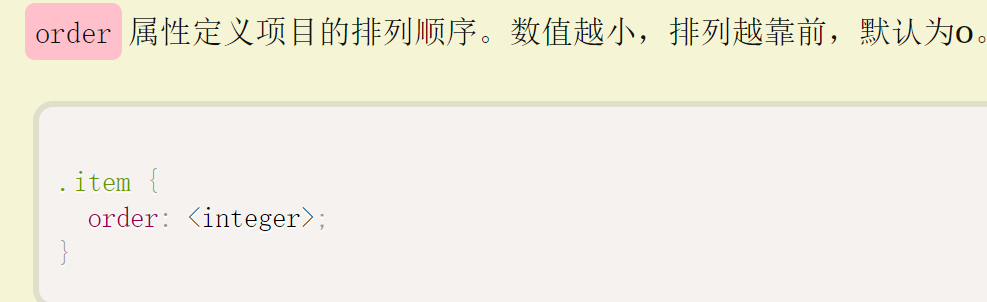 order 属性定义项目的排列顺序。数值越小，排列越靠前，默认为0。
.item {
  order: <integer>;
}